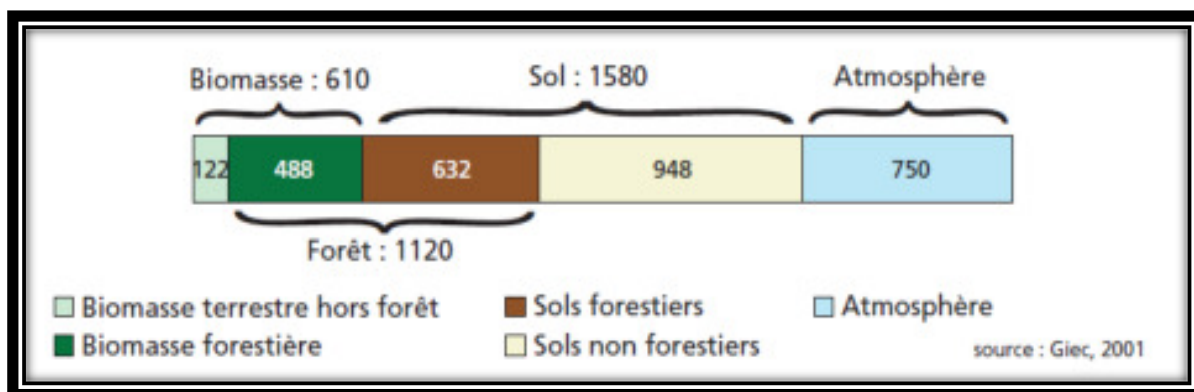 Biomasse : 610 Sol : 1580 Atmosphère
122 488 632 948 750
Forêt : 1120
Biomasse terrestre hors forêt Sols forestiers Atmosphère
Biomasse forestière Sols non forestiers
source : Giec, 2001